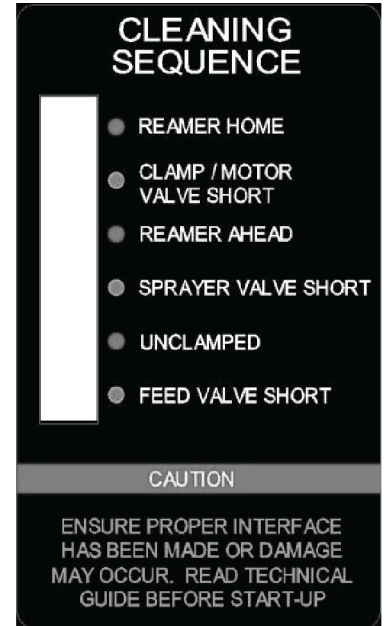 CLEANING
SEQUENCE
REAMER HOME
CLAMP / MOTOR
VALVE SHORT
REAMER AHEAD
SPRAYER VALVE SHORT
UNCLAMPED
FEED VALVE SHORT
CAUTION
ENSURE PROPER INTERFACE
HAS BEEN MADE OR DAMAGE
MAY OCCUR. READ TECHNICAL
GUIDE BEFORE START-UP